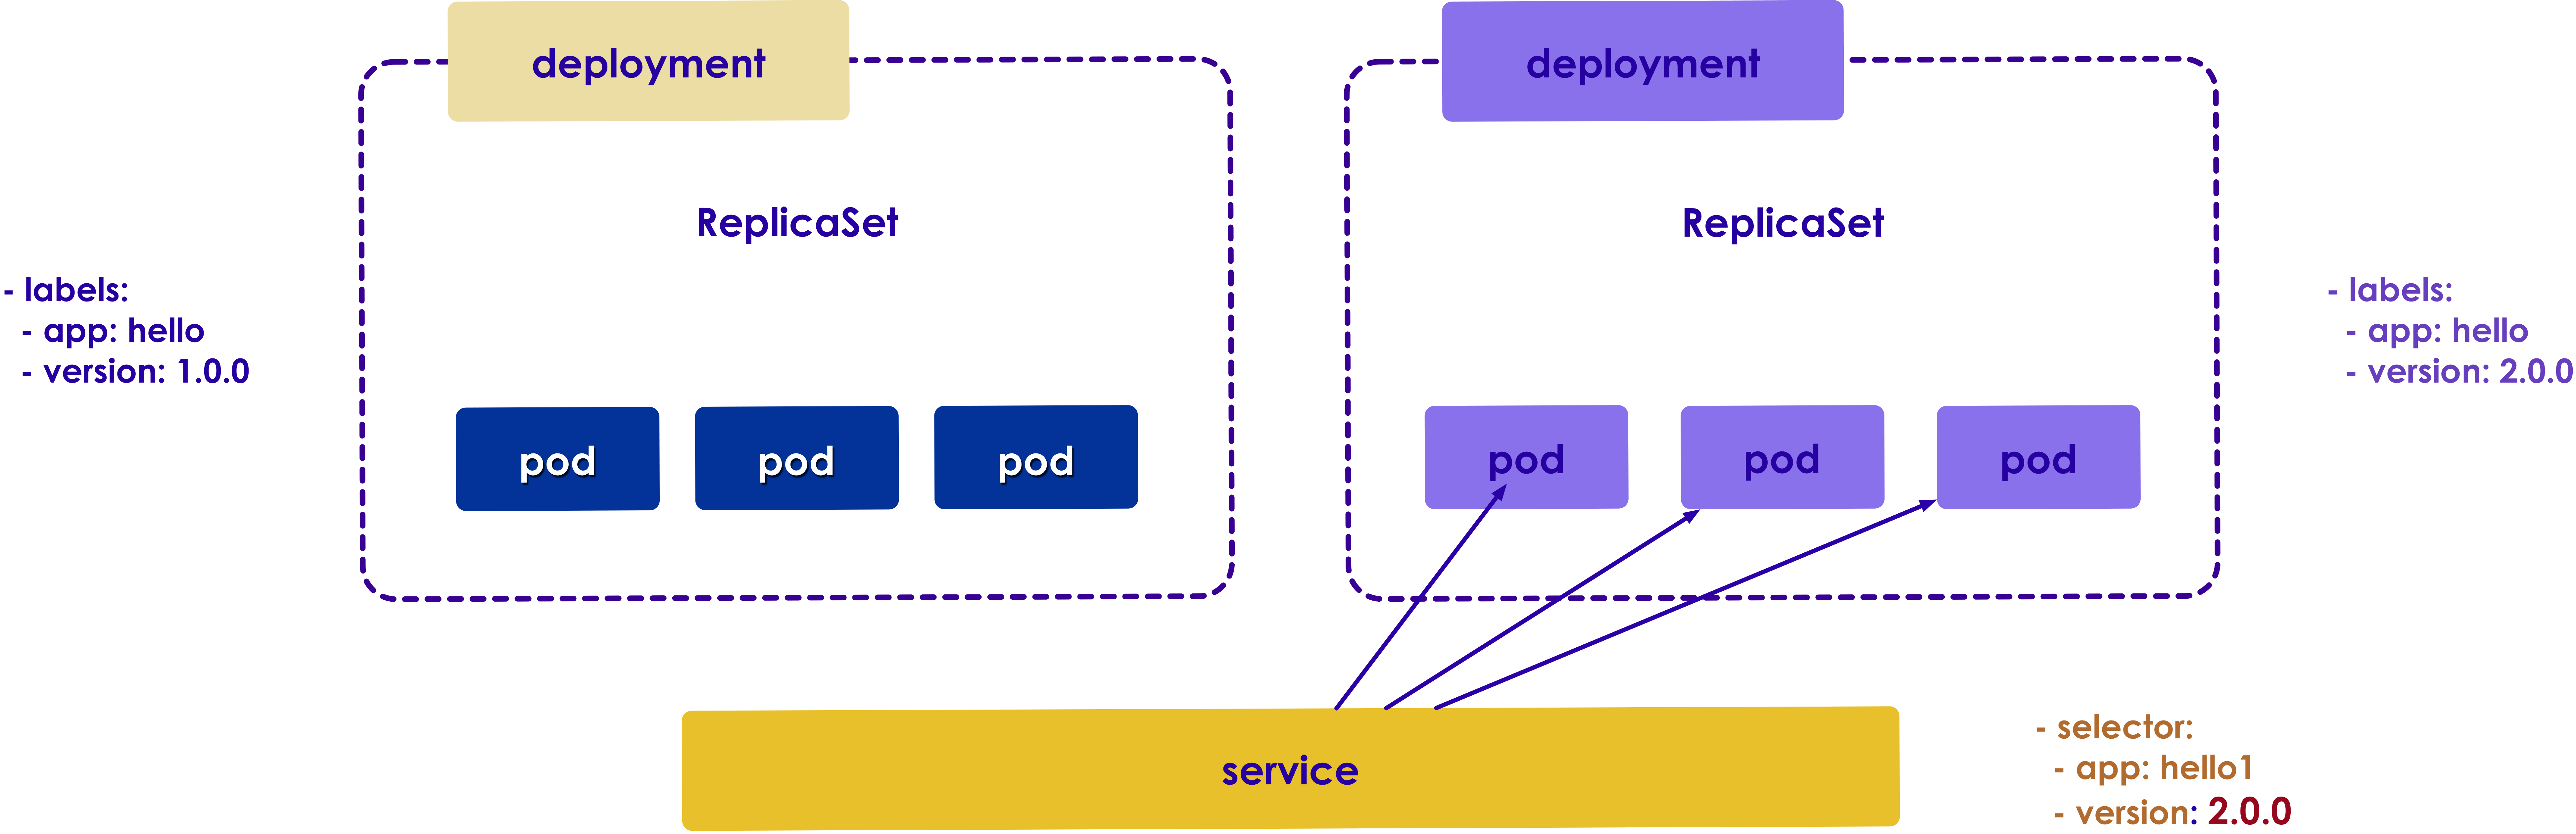 deployment
deployment
ReplicaSet
ReplicaSet
- labels:
- app: hello
- version: 1.0.0
- labels:
- app: hello
- version: 2.0.0
pod
pod
pod
pod
pod
pod
service
- selector:
- app: hello1
- version: 2.0.0